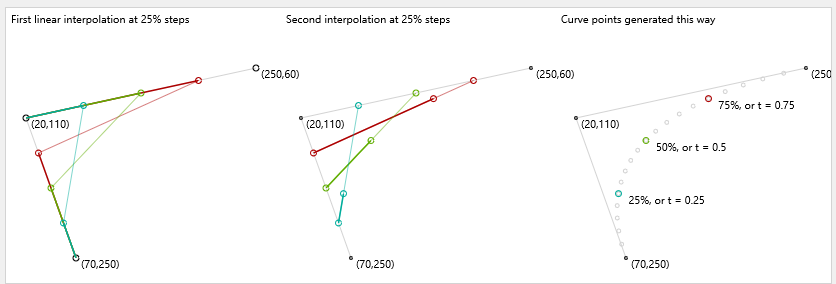 First linear interpolation at 25% steps
(250,60)
(20,110)
(70,250)
Second interpolation at 25% steps
(250,60)
(20,110)
(70,250)
Curve points generated this way
(250
75%, or t = 0.75
(20,110)
50%, or t = 0.5
25%, or t = 0.25
(70,250)